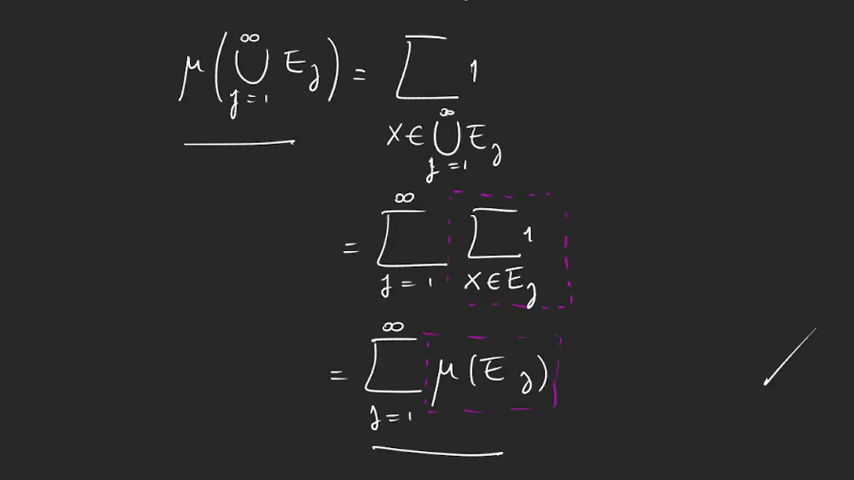 μ(⋃_{j=1}^{∞} E_j) = ∑_{x∈⋃_{j=1}^{∞} E_j} 1
= ∑_{j=1}^{∞} ∑_{x∈E_j} 1
= ∑_{j=1}^{∞} μ(E_j)